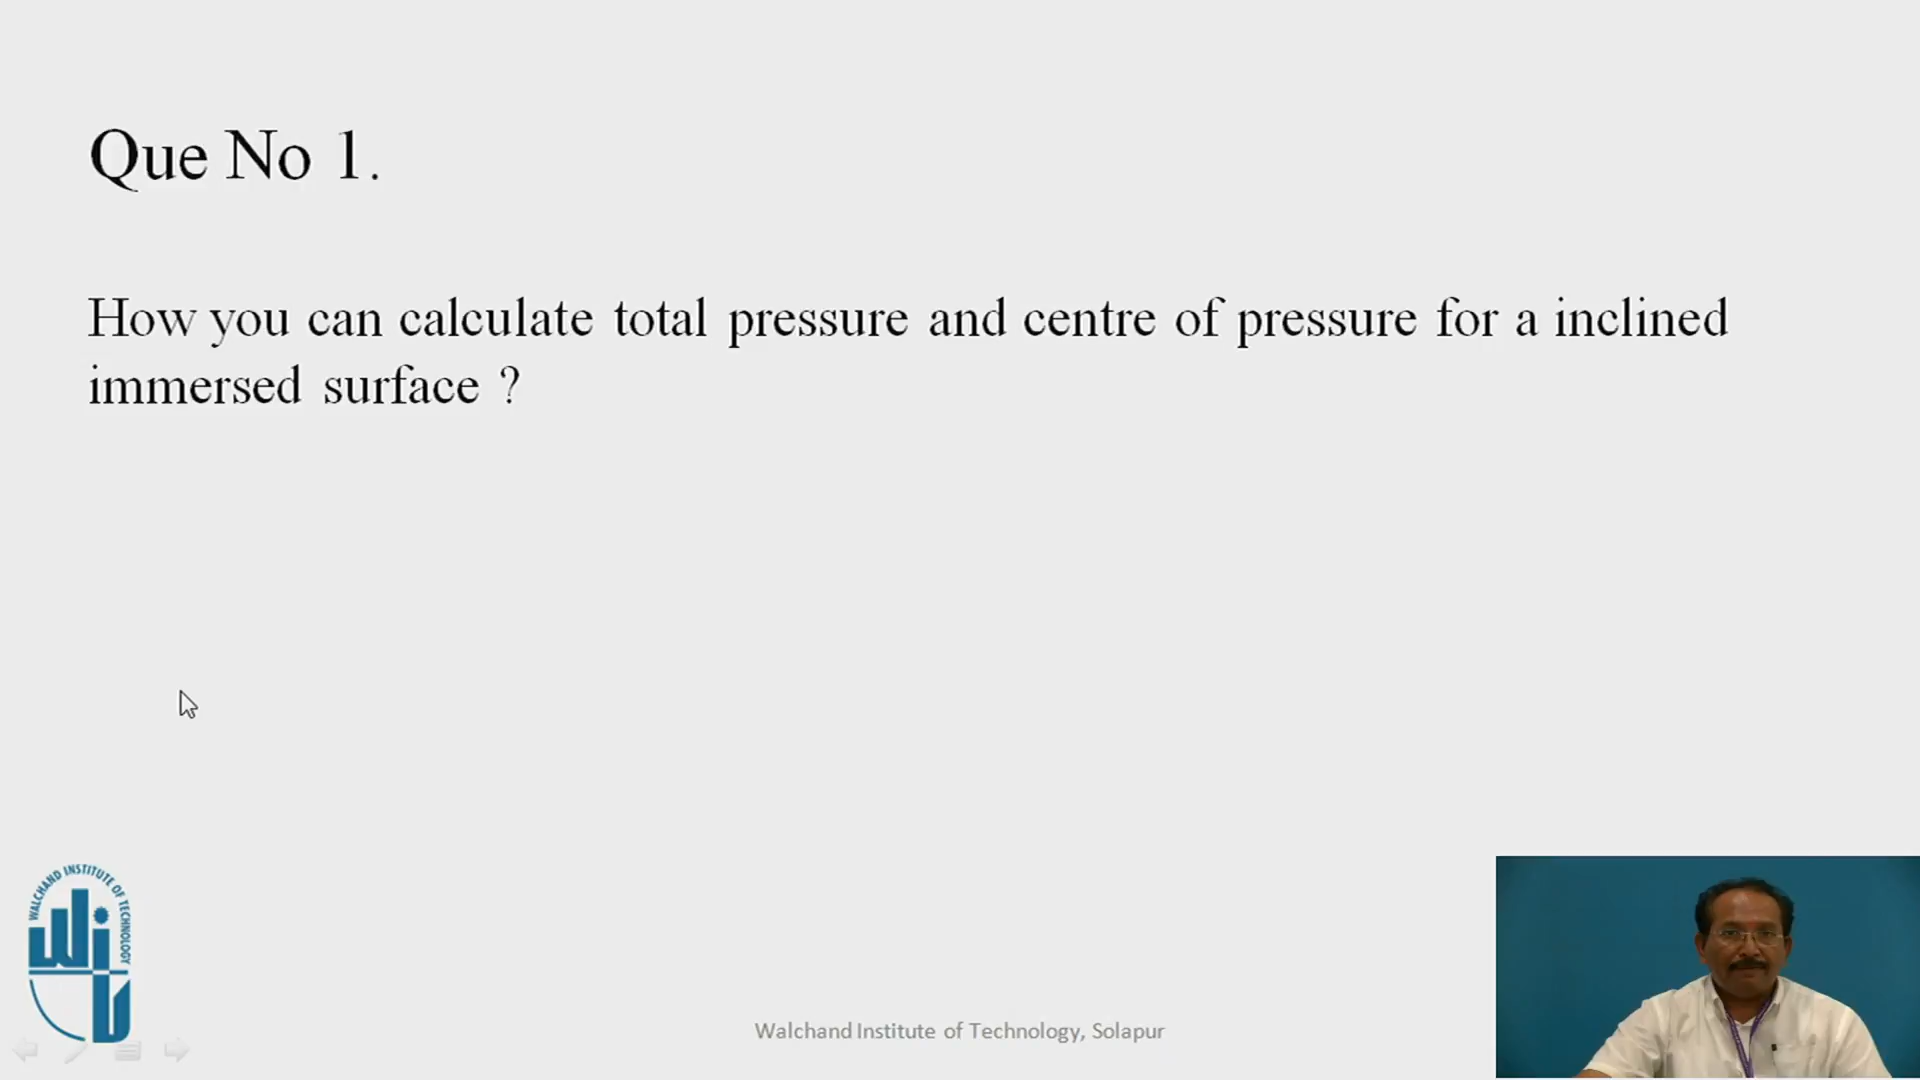 Que No 1.
How you can calculate total pressure and centre of pressure for a inclined
immersed surface ?
WALCHAND INSTITUTE OF TECHNOLOGY
Walchand Institute of Technology, Solapur